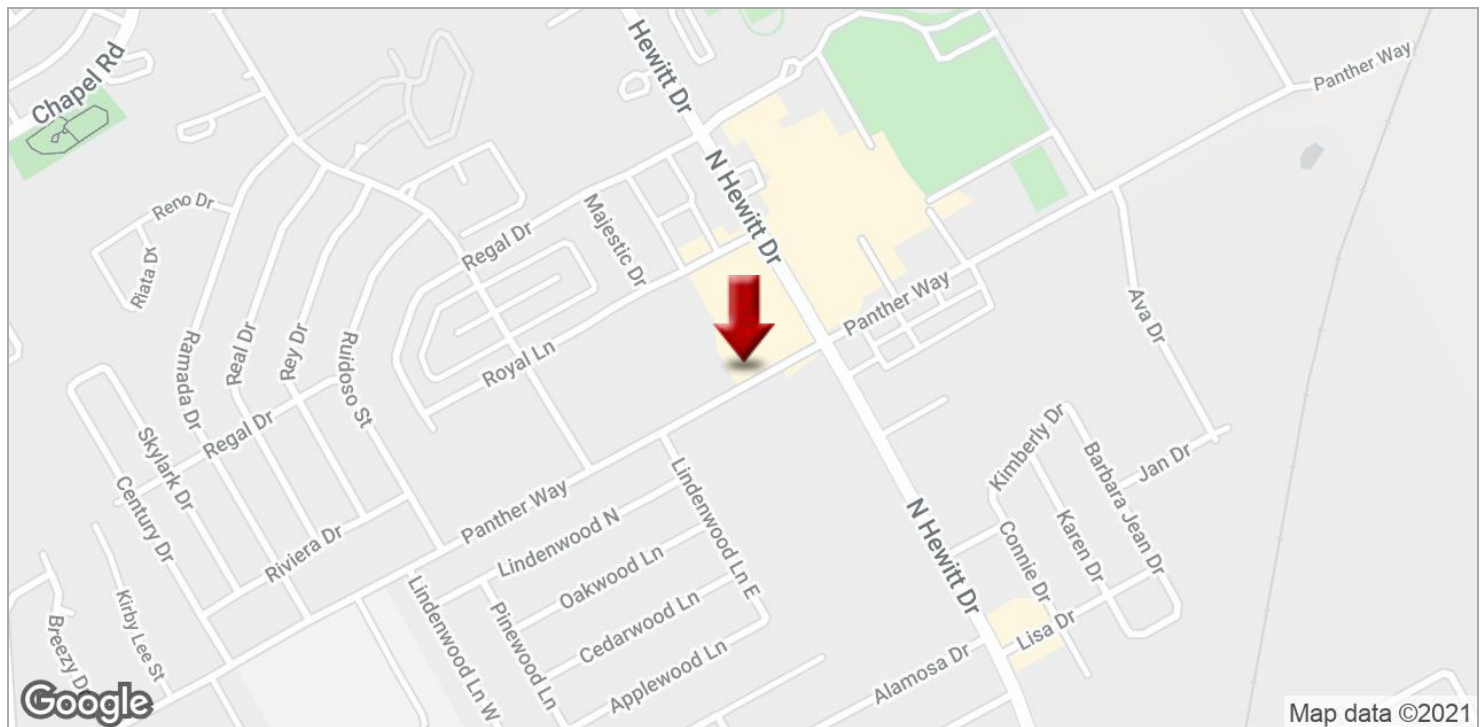 Chapel Rd
Hewitt Dr
Panther Way
N Hewitt Dr
Reno Dr
Riata Dr
Majestic Dr
Regal Dr
Panther Way
Ava Dr
Ramada Dr
Real Dr
Rey Dr
Ruidoso St
Royal Ln
Regal Dr
Skylark Dr
Century Dr
Kimberly Dr
Barbara Jean Dr
Jan Dr
Lindenwood Ln E
Panther Way
Lindenwood N
Karen Dr
Connie Dr
N Hewitt Dr
Riviera Dr
Oakwood Ln
Kirby Lee St
Breezy Dr
Lindenwood Ln W
Pinewood Ln
Cedarwood Ln
Applewood Ln
Lisa Dr
Alamosa Dr
Google
Map data ©2021